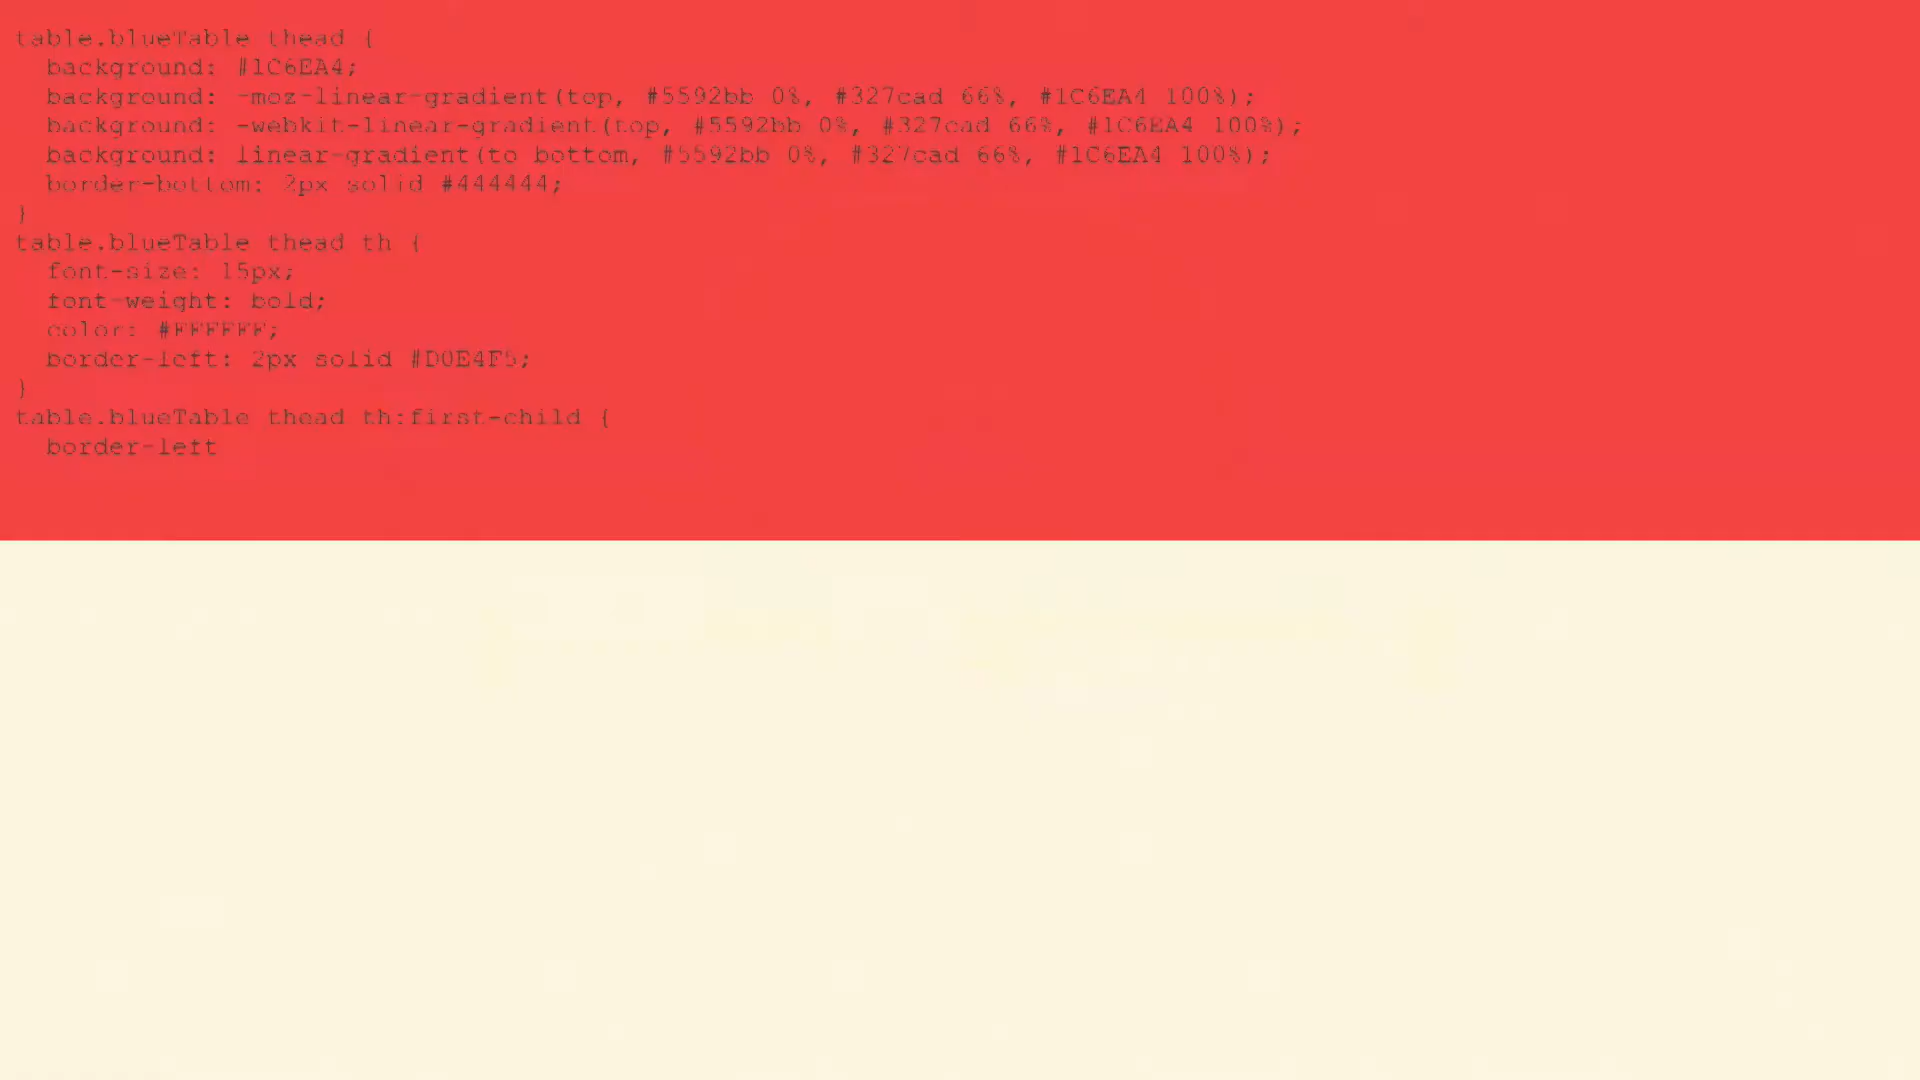 table.blueTable thead {
  background: #1C6EA4;
  background: -moz-linear-gradient(top, #5592bb 0%, #327cad 66%, #1C6EA4 100%);
  background: -webkit-linear-gradient(top, #5592bb 0%, #327cad 66%, #1C6EA4 100%);
  background: linear-gradient(to bottom, #5592bb 0%, #327cad 66%, #1C6EA4 100%);
  border-bottom: 2px solid #444444;
}
table.blueTable thead th {
  font-size: 15px;
  font-weight: bold;
  color: #FFFFFF;
  border-left: 2px solid #D0E4F5;
}
table.blueTable thead th:first-child {
  border-left